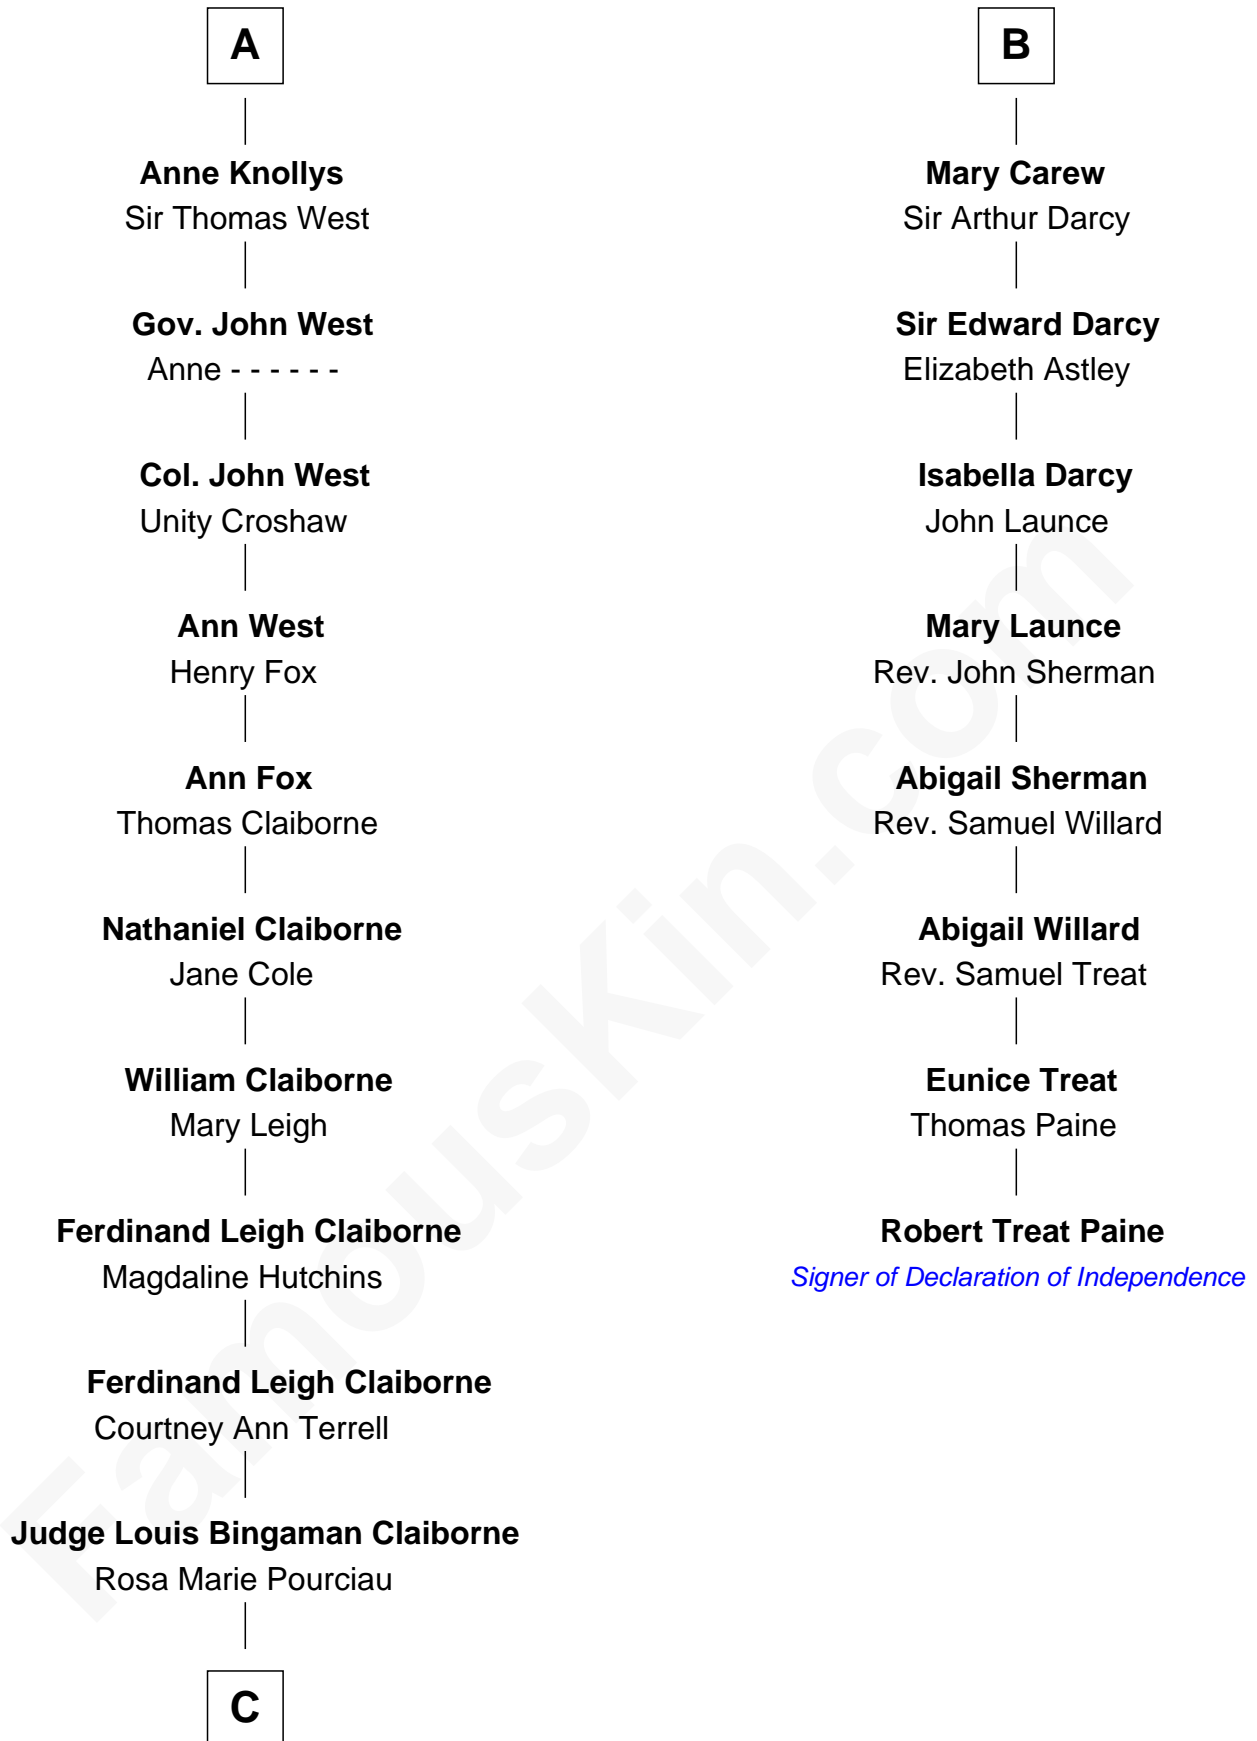 A
Anne Knollys
Sir Thomas West
Gov. John West
Anne - - - - - -
Col. John West
Unity Croshaw
Ann West
Henry Fox
Ann Fox
Thomas Claiborne
Nathaniel Claiborne
Jane Cole
William Claiborne
Mary Leigh
Ferdinand Leigh Claiborne
Magdaline Hutchins
Ferdinand Leigh Claiborne
Courtney Ann Terrell
Judge Louis Bingaman Claiborne
Rosa Marie Pourciau
C
B
Mary Carew
Sir Arthur Darcy
Sir Edward Darcy
Elizabeth Astley
Isabella Darcy
John Launce
Mary Launce
Rev. John Sherman
Abigail Sherman
Rev. Samuel Willard
Abigail Willard
Rev. Samuel Treat
Eunice Treat
Thomas Paine
Robert Treat Paine
Signer of Declaration of Independence
FamousKin.com